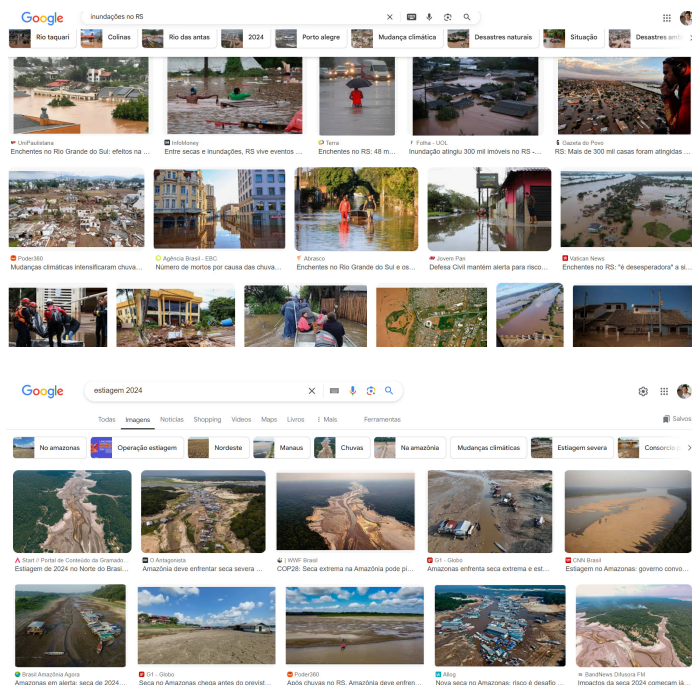 Google
inundações no RS
Rio taquari
Colinas
Rio das antas
2024
Porto alegre
Mudança climática
Desastres naturais
Situação
UniPaulistana
Enchentes no Rio Grande do Sul: efeitos na ...
InfoMoney
Entre secas e inundações, RS vive eventos ...
Terra
Enchentes no RS: 48 m...
Folha - UOL
Inundação atingiu 300 mil imóveis no RS -...
Gazeta do Povo
RS: Mais de 300 mil casas foram atingidas ...
Poder360
Mudanças climáticas intensificaram chuva...
Agência Brasil - EBC
Número de mortos por causa das chuva...
Abrasco
Enchentes no Rio Grande do Sul e os...
Jovem Pan
Defesa Civil mantém alerta para risco...
Vatican News
Enchentes no RS: "é desesperadora" a si...
Google
estiagem 2024
Todas
Imagens
Notícias
Shopping
Vídeos
Maps
Livros
Mais
Ferramentas
Salvos
No amazonas
Operação estiagem
Nordeste
Manaus
Chuvas
Na amazônia
Mudanças climáticas
Estiagem severa
Start // Portal de Conteúdo da Gramado...
Estiagem de 2024 no Norte do Brasi...
O Antagonista
Amazônia deve enfrentar seca severa ...
| WWF Brasil
COP28: Seca extrema na Amazônia pode pi...
G1 - Globo
Amazonas enfrenta seca extrema e est...
CNN Brasil
Estiagem no Amazonas: governo convo...
Brasil Amazônia Agora
Amazonas em alerta: seca de 2024...
G1 - Globo
Seca no Amazonas chega antes do previst...
Poder360
Após chuvas no RS, Amazônia deve enfren...
Allog
Nova seca no Amazonas: risco é desafio ...
BandNews Difusora FM
Impactos da seca 2024 começam já...